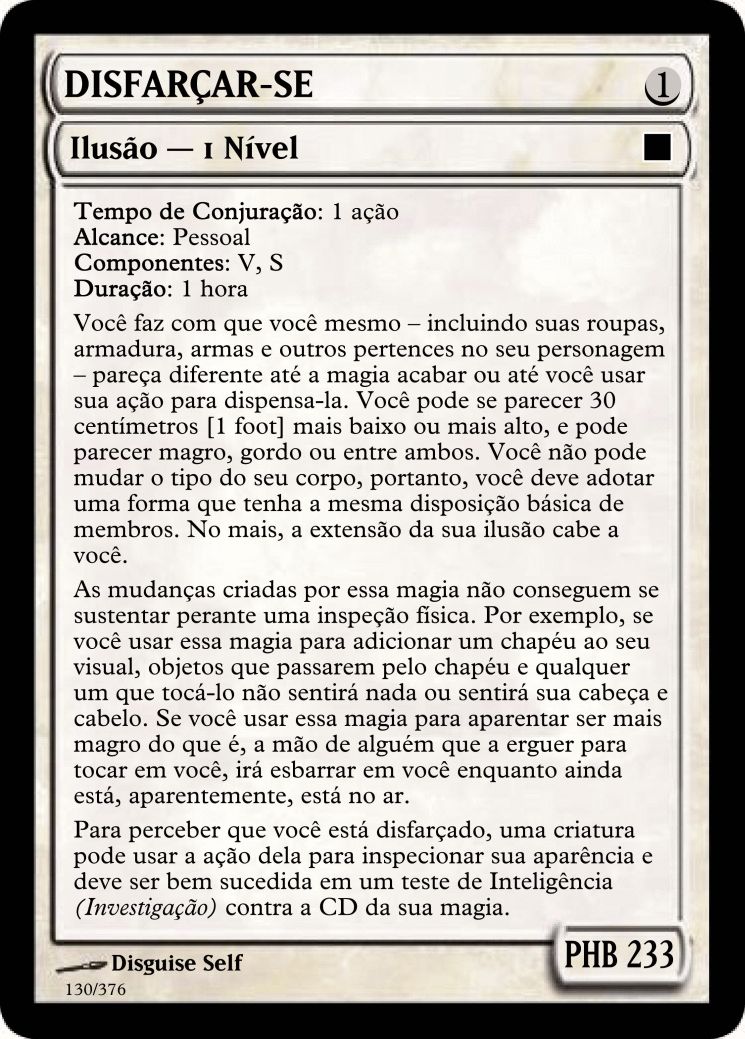 DISFARÇAR-SE
1
Ilusão — 1 Nível
Tempo de Conjuração: 1 ação
Alcance: Pessoal
Componentes: V, S
Duração: 1 hora
Você faz com que você mesmo – incluindo suas roupas,
armadura, armas e outros pertences no seu personagem
– pareça diferente até a magia acabar ou até você usar
sua ação para dispensa-la. Você pode se parecer 30
centímetros [1 foot] mais baixo ou mais alto, e pode
parecer magro, gordo ou entre ambos. Você não pode
mudar o tipo do seu corpo, portanto, você deve adotar
uma forma que tenha a mesma disposição básica de
membros. No mais, a extensão da sua ilusão cabe a
você.
As mudanças criadas por essa magia não conseguem se
sustentar perante uma inspeção física. Por exemplo, se
você usar essa magia para adicionar um chapéu ao seu
visual, objetos que passarem pelo chapéu e qualquer
um que tocá-lo não sentirá nada ou sentirá sua cabeça e
cabelo. Se você usar essa magia para aparentar ser mais
magro do que é, a mão de alguém que a erguer para
tocar em você, irá esbarrar em você enquanto ainda
está, aparentemente, está no ar.
Para perceber que você está disfarçado, uma criatura
pode usar a ação dela para inspecionar sua aparência e
deve ser bem sucedida em um teste de Inteligência
(Investigação) contra a CD da sua magia.
PHB 233
Disguise Self
130/376